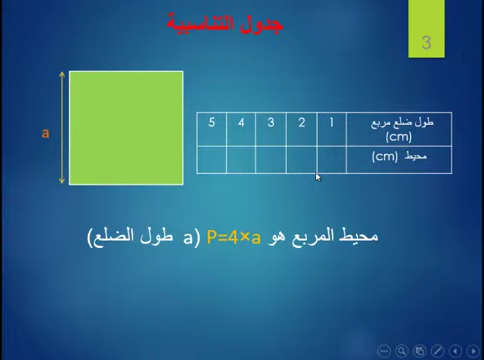 جدول التناسبية
3
a
طول ضلع مربع (cm) 1 2 3 4 5
محيط (cm)
محيط المربع هو P=4×a (a طول الضلع)